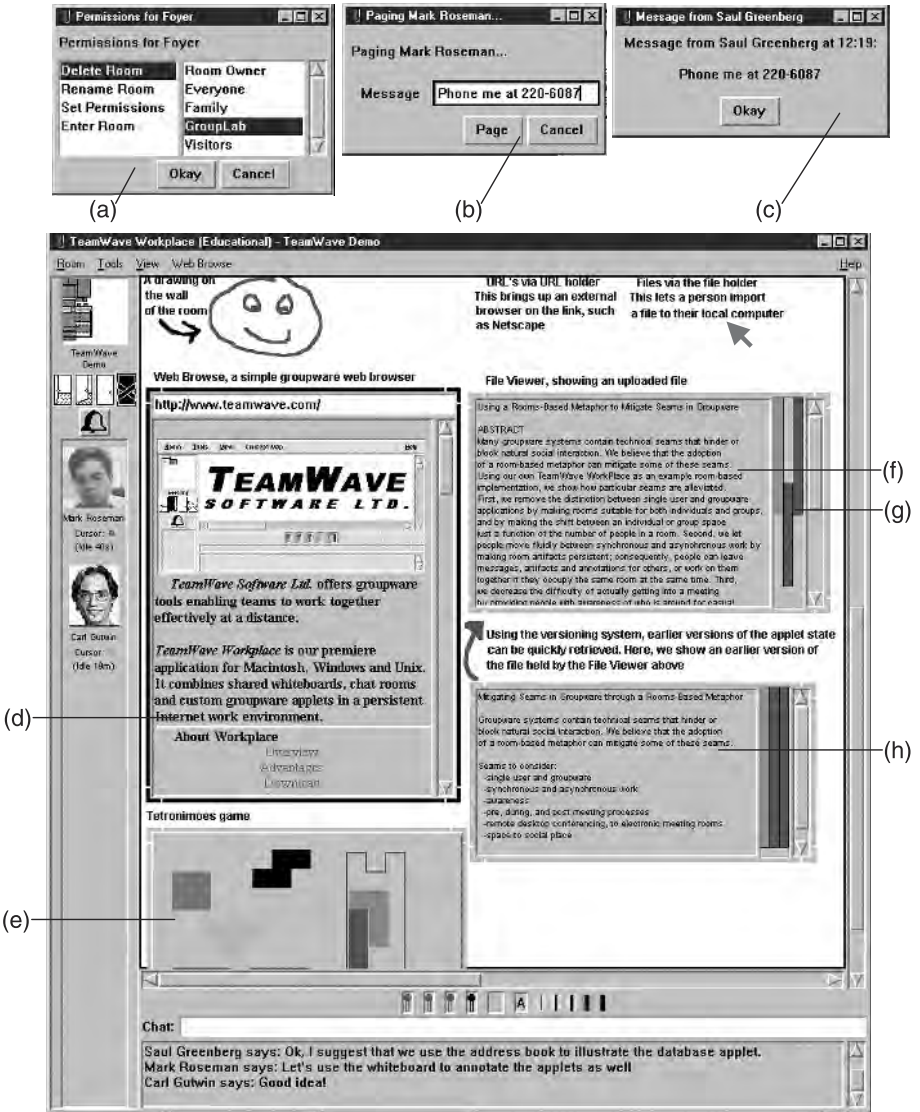 Permissions for Foyer
Permissions for Foyer
Delete Room
Rename Room
Set Permissions
Enter Room
Room Owner
Everyone
Family
GroupLab
Visitors
Okay Cancel
(a)
Paging Mark Roseman...
Paging Mark Roseman...
Message Phone me at 220-6087
Page Cancel
(b)
Message from Saul Greenberg
Message from Saul Greenberg at 12:19:
Phone me at 220-6087
Okay
(c)
TeamWave Workplace (Educational) - TeamWave Demo
Room Tools View Web Browse Help
TeamWave
Demo
Mark Roseman
Cursor:
(Idle 40s)
Carl Gutwin
Cursor:
(Idle 18m)
A drawing on
the wall
of the room
URL's via URL holder
This brings up an external
browser on the link, such
as Netscape
Files via the file holder
This lets a person import
a file to their local computer
Web Browse, a simple groupware web browser
http://www.teamwave.com/
TEAMWAVE
SOFTWARE LTD.
TeamWave Software Ltd. offers groupware
tools enabling teams to work together
effectively at a distance.
TeamWave Workplace is our premiere
application for Macintosh, Windows and Unix.
It combines shared whiteboards, chat rooms
and custom groupware applets in a persistent
Internet work environment.
About Workplace
Overview
Advantages
Download
(d)
Tetronimoes game
(e)
File Viewer, showing an uploaded file
Using a Rooms-Based Metaphor to Mitigate Seams in Groupware
ABSTRACT
Many groupware systems contain technical seams that hinder or
block natural social interaction. We believe that the adoption
of a room-based metaphor can mitigate some of these seams.
Using our own TeamWave WorkPlace as an example room-based
implementation, we show how particular seams are alleviated.
First, we remove the distinction between single user and groupware
applications by making rooms suitable for both individuals and groups,
and by making the shift between an individual or group space
just a function of the number of people in a room. Second, we let
people move fluidly between synchronous and asynchronous work by
making room artifacts persistent; consequently, people can leave
messages, artifacts and annotations for others, or work on them
together if they occupy the same room at the same time. Third,
we decrease the difficulty of actually getting into a meeting
by providing people with awareness of who is around for casual
(f)
(g)
Using the versioning system, earlier versions of the applet state
can be quickly retrieved. Here, we show an earlier version of
the file held by the File Viewer above
Mitigating Seams in Groupware through a Rooms-Based Metaphor
Groupware systems contain technical seams that hinder or
block natural social interaction. We believe that the adoption
of a room-based metaphor can mitigate some of these seams.
Seams to consider:
-single user and groupware
-synchronous and asynchronous work
-awareness
-pre, during, and post meeting processes
-remote desktop conferencing, to electronic meeting rooms
-space to social place
(h)
A
Chat:
Saul Greenberg says: Ok, I suggest that we use the address book to illustrate the database applet.
Mark Roseman says: Let's use the whiteboard to annotate the applets as well
Carl Gutwin says: Good idea!